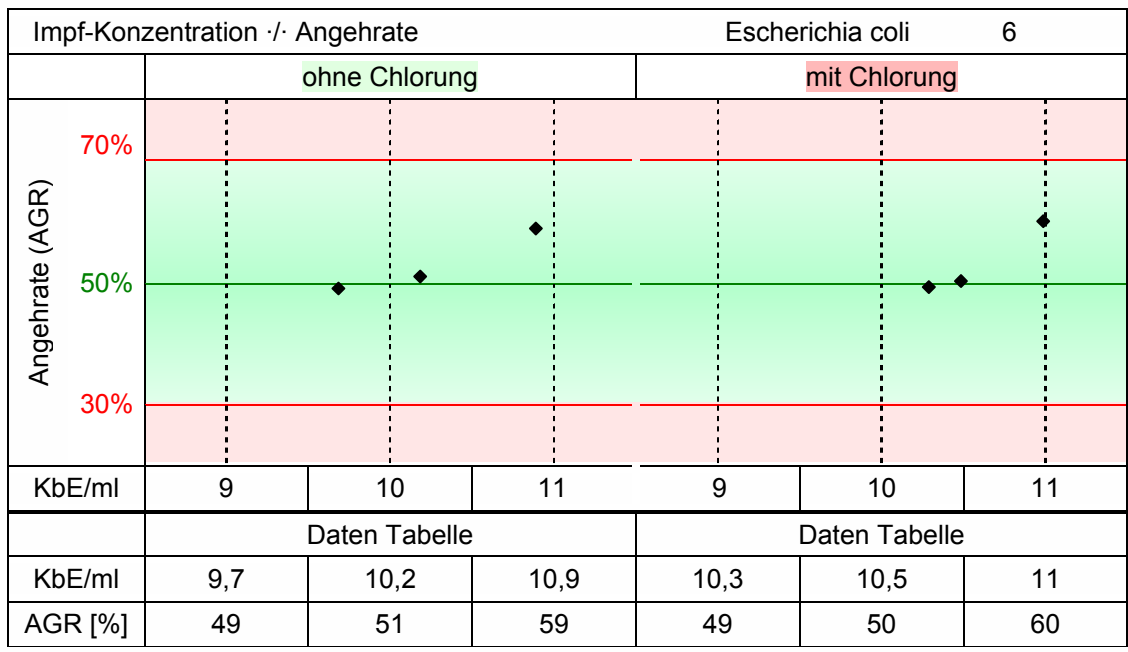 Impf-Konzentration ·/· Angehrate Escherichia coli 6
ohne Chlorung mit Chlorung
Angehrate (AGR)
70%
50%
30%
KbE/ml 9 10 11 9 10 11
Daten Tabelle Daten Tabelle
KbE/ml 9,7 10,2 10,9 10,3 10,5 11
AGR [%] 49 51 59 49 50 60